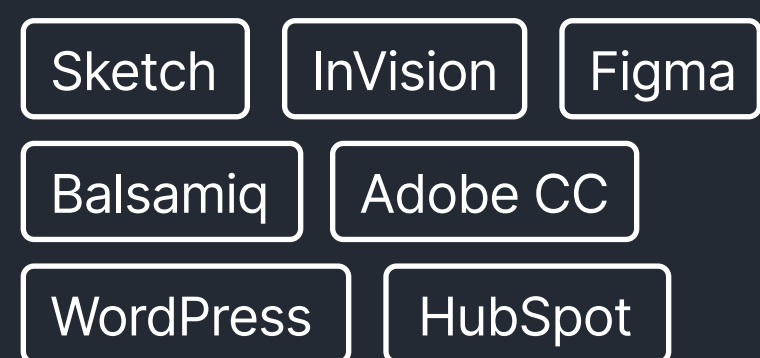 Sketch InVision Figma
Balsamiq Adobe CC
WordPress HubSpot